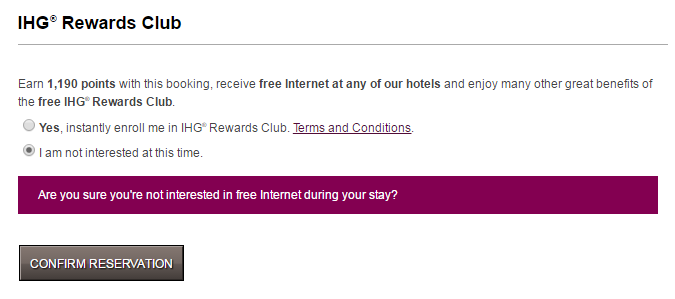 IHG® Rewards Club
Earn 1,190 points with this booking, receive free Internet at any of our hotels and enjoy many other great benefits of
the free IHG® Rewards Club.
Yes, instantly enroll me in IHG® Rewards Club. Terms and Conditions.
I am not interested at this time.
Are you sure you're not interested in free Internet during your stay?
CONFIRM RESERVATION